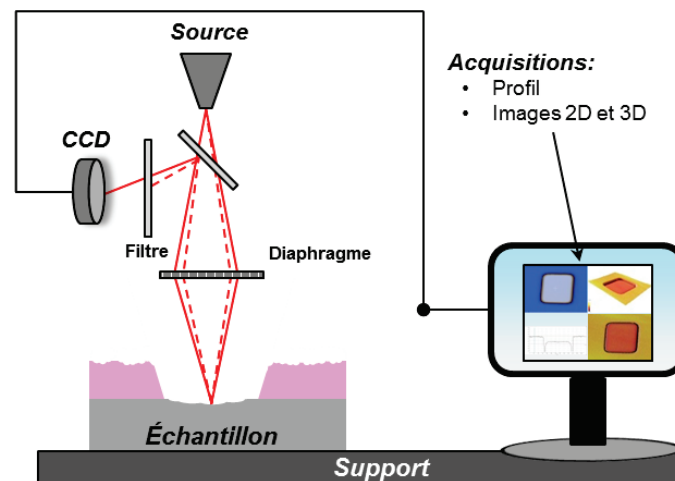 Source
Acquisitions:
• Profil
• Images 2D et 3D
CCD
Filtre
Diaphragme
Échantillon
Support